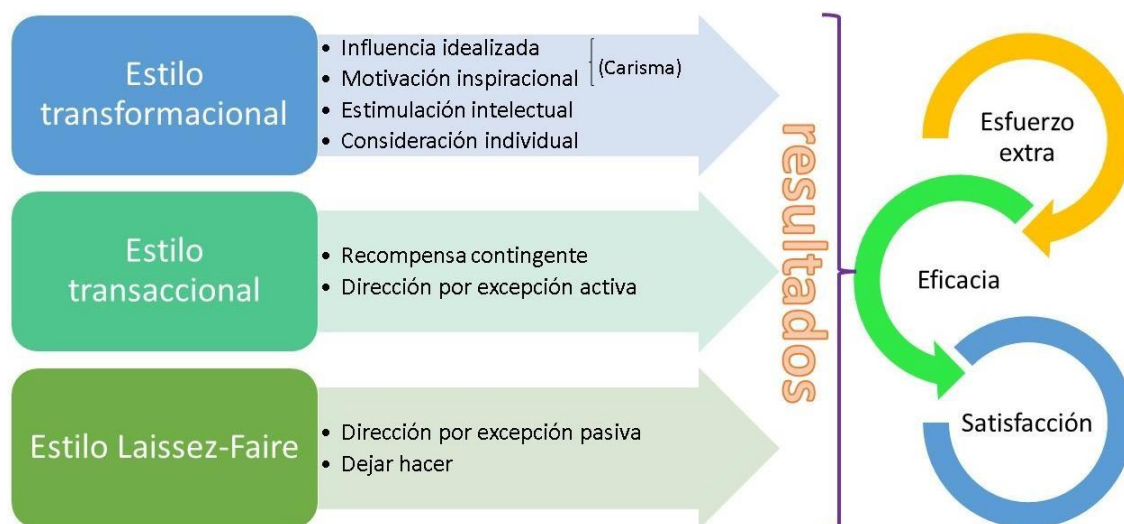 Estilo
transformacional
• Influencia idealizada
• Motivación inspiracional
(Carisma)
• Estimulación intelectual
• Consideración individual
Estilo
transaccional
• Recompensa contingente
• Dirección por excepción activa
Estilo Laissez-Faire
• Dirección por excepción pasiva
• Dejar hacer
resultados
Esfuerzo
extra
Eficacia
Satisfacción